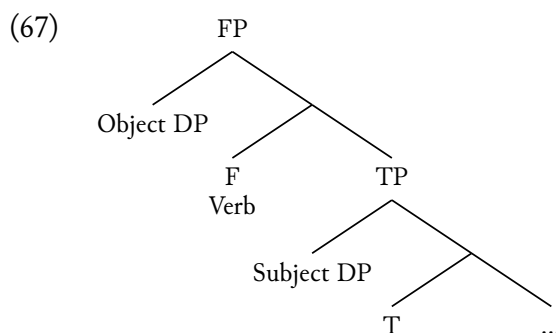 (67)
FP
Object DP
F
TP
Verb
Subject DP
T
..